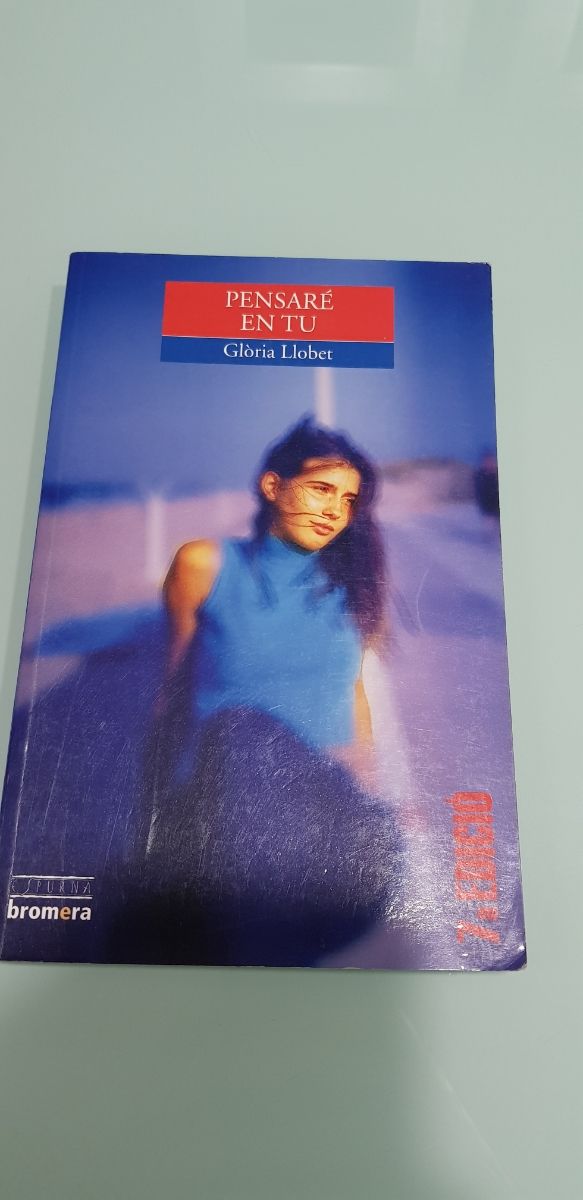 PENSARÉ
EN TU
Glòria Llobet
7a EDICIÓ
ESPURNA
bromera